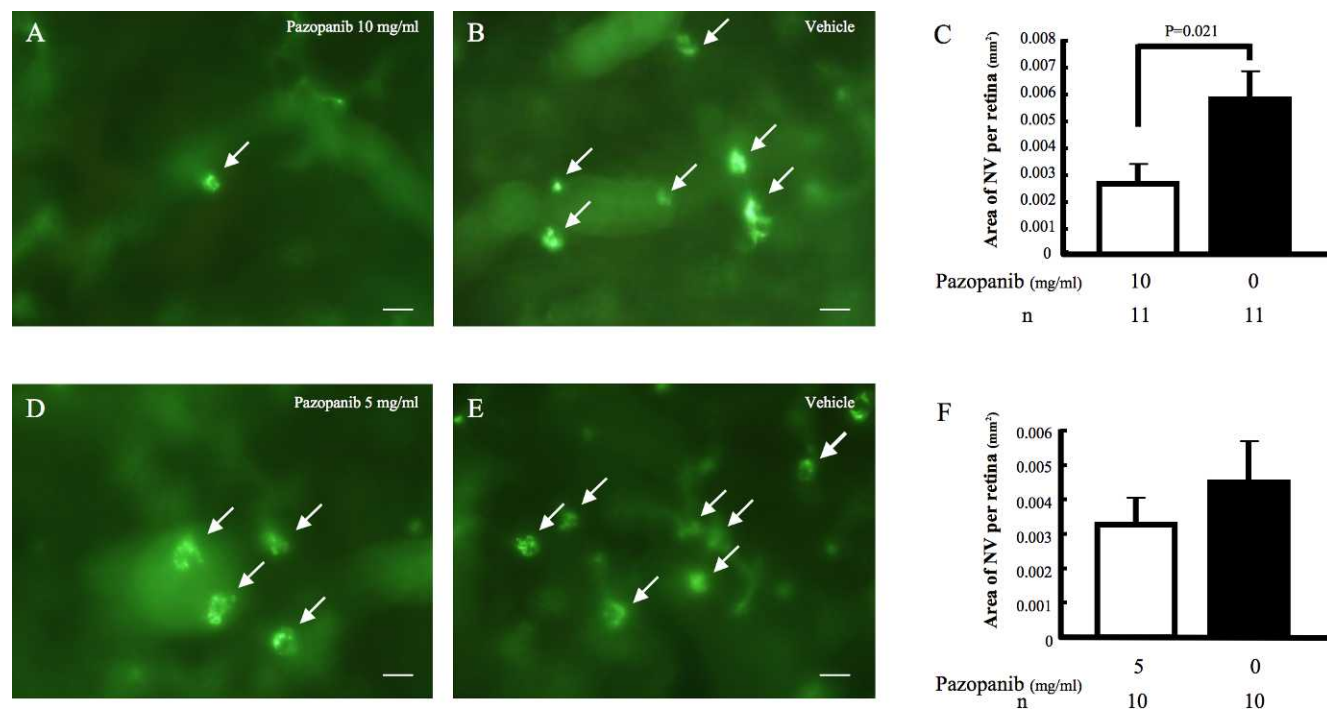 A
Pazopanib 10 mg/ml
B
Vehicle
C
P=0.021
Area of NV per retina (mm²)
0.008
0.007
0.006
0.005
0.004
0.003
0.002
0.001
0
Pazopanib (mg/ml) 10 0
n 11 11
D
Pazopanib 5 mg/ml
E
Vehicle
F
Area of NV per retina (mm²)
0.006
0.005
0.004
0.003
0.002
0.001
0
5 0
Pazopanib (mg/ml)
n 10 10